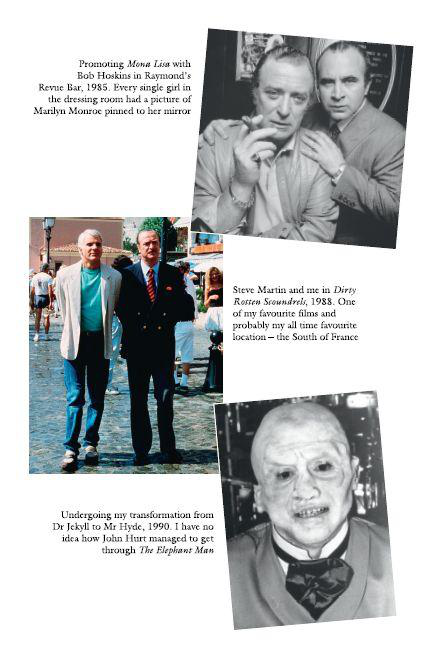 Promoting Mona Lisa with
Bob Hoskins in Raymond's
Revue Bar, 1985. Every single girl in
the dressing room had a picture of
Marilyn Monroe pinned to her mirror
Steve Martin and me in Dirty
Rotten Scoundrels, 1988. One
of my favourite films and
probably my all time favourite
location – the South of France
Undergoing my transformation from
Dr Jekyll to Mr Hyde, 1990. I have no
idea how John Hurt managed to get
through The Elephant Man